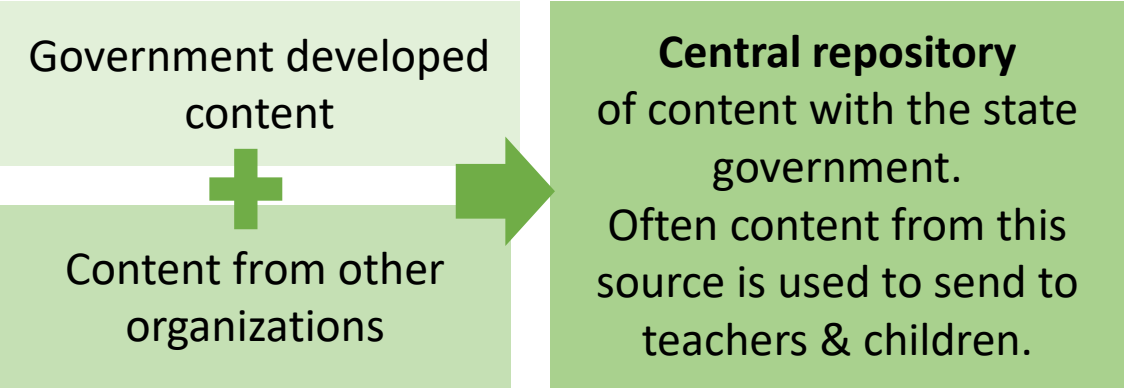 Government developed
content
Content from other
organizations
Central repository
of content with the state
government.
Often content from this
source is used to send to
teachers & children.